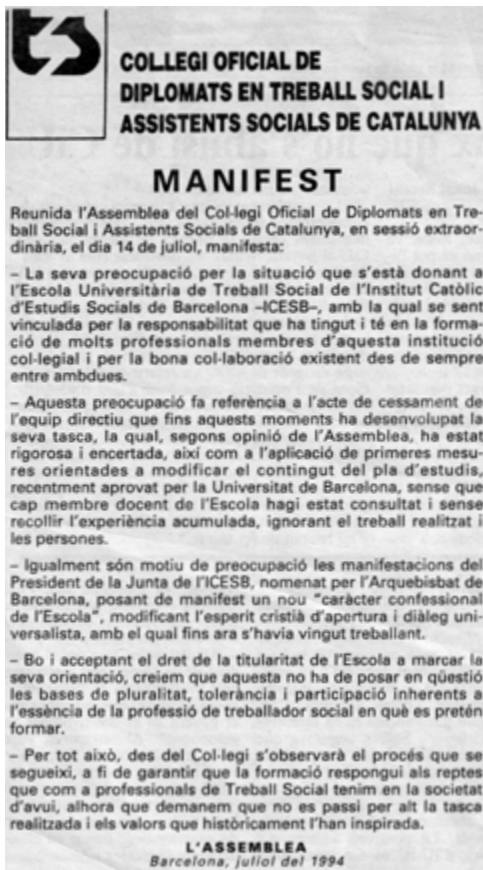 ts
COL·LEGI OFICIAL DE
DIPLOMATS EN TREBALL SOCIAL I
ASSISTENTS SOCIALS DE CATALUNYA
MANIFEST
Reunida l'Assemblea del Col·legi Oficial de Diplomats en Tre-
ball Social i Assistents Socials de Catalunya, en sessió extraor-
dinària, el dia 14 de juliol, manifesta:
– La seva preocupació per la situació que s'està donant a
l'Escola Universitària de Treball Social de l'Institut Catòlic
d'Estudis Socials de Barcelona –ICESB–, amb la qual se sent
vinculada per la responsabilitat que ha tingut i té en la forma-
ció de molts professionals membres d'aquesta institució
col·legial i per la bona col·laboració existent des de sempre
entre ambdues.
– Aquesta preocupació fa referència a l'acte de cessament de
l'equip directiu que fins aquests moments ha desenvolupat la
seva tasca, la qual, segons opinió de l'Assemblea, ha estat
rigorosa i encertada, així com a l'aplicació de primeres mesu-
res orientades a modificar el contingut del pla d'estudis,
recentment aprovat per la Universitat de Barcelona, sense que
cap membre docent de l'Escola hagi estat consultat i sense
recollir l'experiència acumulada, ignorant el treball realitzat i
les persones.
– Igualment són motiu de preocupació les manifestacions del
President de la Junta de l'ICESB, nomenat per l'Arquebisbat de
Barcelona, posant de manifest un nou "caràcter confessional
de l'Escola", modificant l'esperit cristià d'apertura i diàleg uni-
versalista, amb el qual fins ara s'havia vingut treballant.
– Bo i acceptant el dret de la titularitat de l'Escola a marcar la
seva orientació, creiem que aquesta no ha de posar en qüestió
les bases de pluralitat, tolerància i participació inherents a
l'essència de la professió de treballador social en què es pretén
formar.
– Per tot això, des del Col·legi s'observarà el procés que se
segueixi, a fi de garantir que la formació respongui als reptes
que com a professionals de Treball Social tenim en la societat
d'avui, alhora que demanem que no es passi per alt la tasca
realitzada i els valors que històricament l'han inspirada.
L'ASSEMBLEA
Barcelona, juliol del 1994